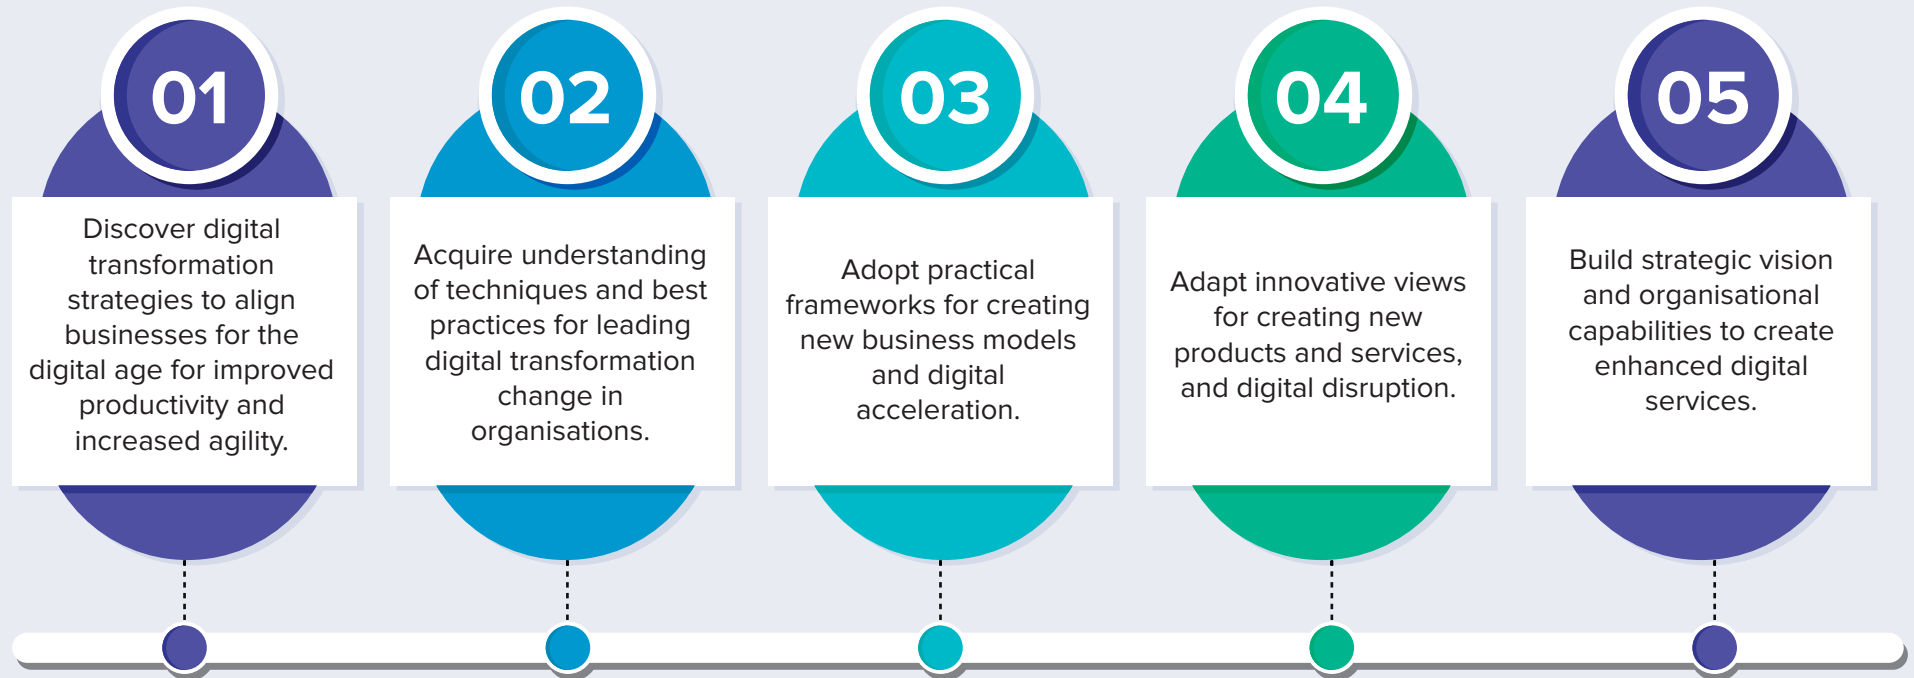 01
Discover digital
transformation
strategies to align
businesses for the
digital age for improved
productivity and
increased agility.
02
Acquire understanding
of techniques and best
practices for leading
digital transformation
change in
organisations.
03
Adopt practical
frameworks for creating
new business models
and digital
acceleration.
04
Adapt innovative views
for creating new
products and services,
and digital disruption.
05
Build strategic vision
and organisational
capabilities to create
enhanced digital
services.